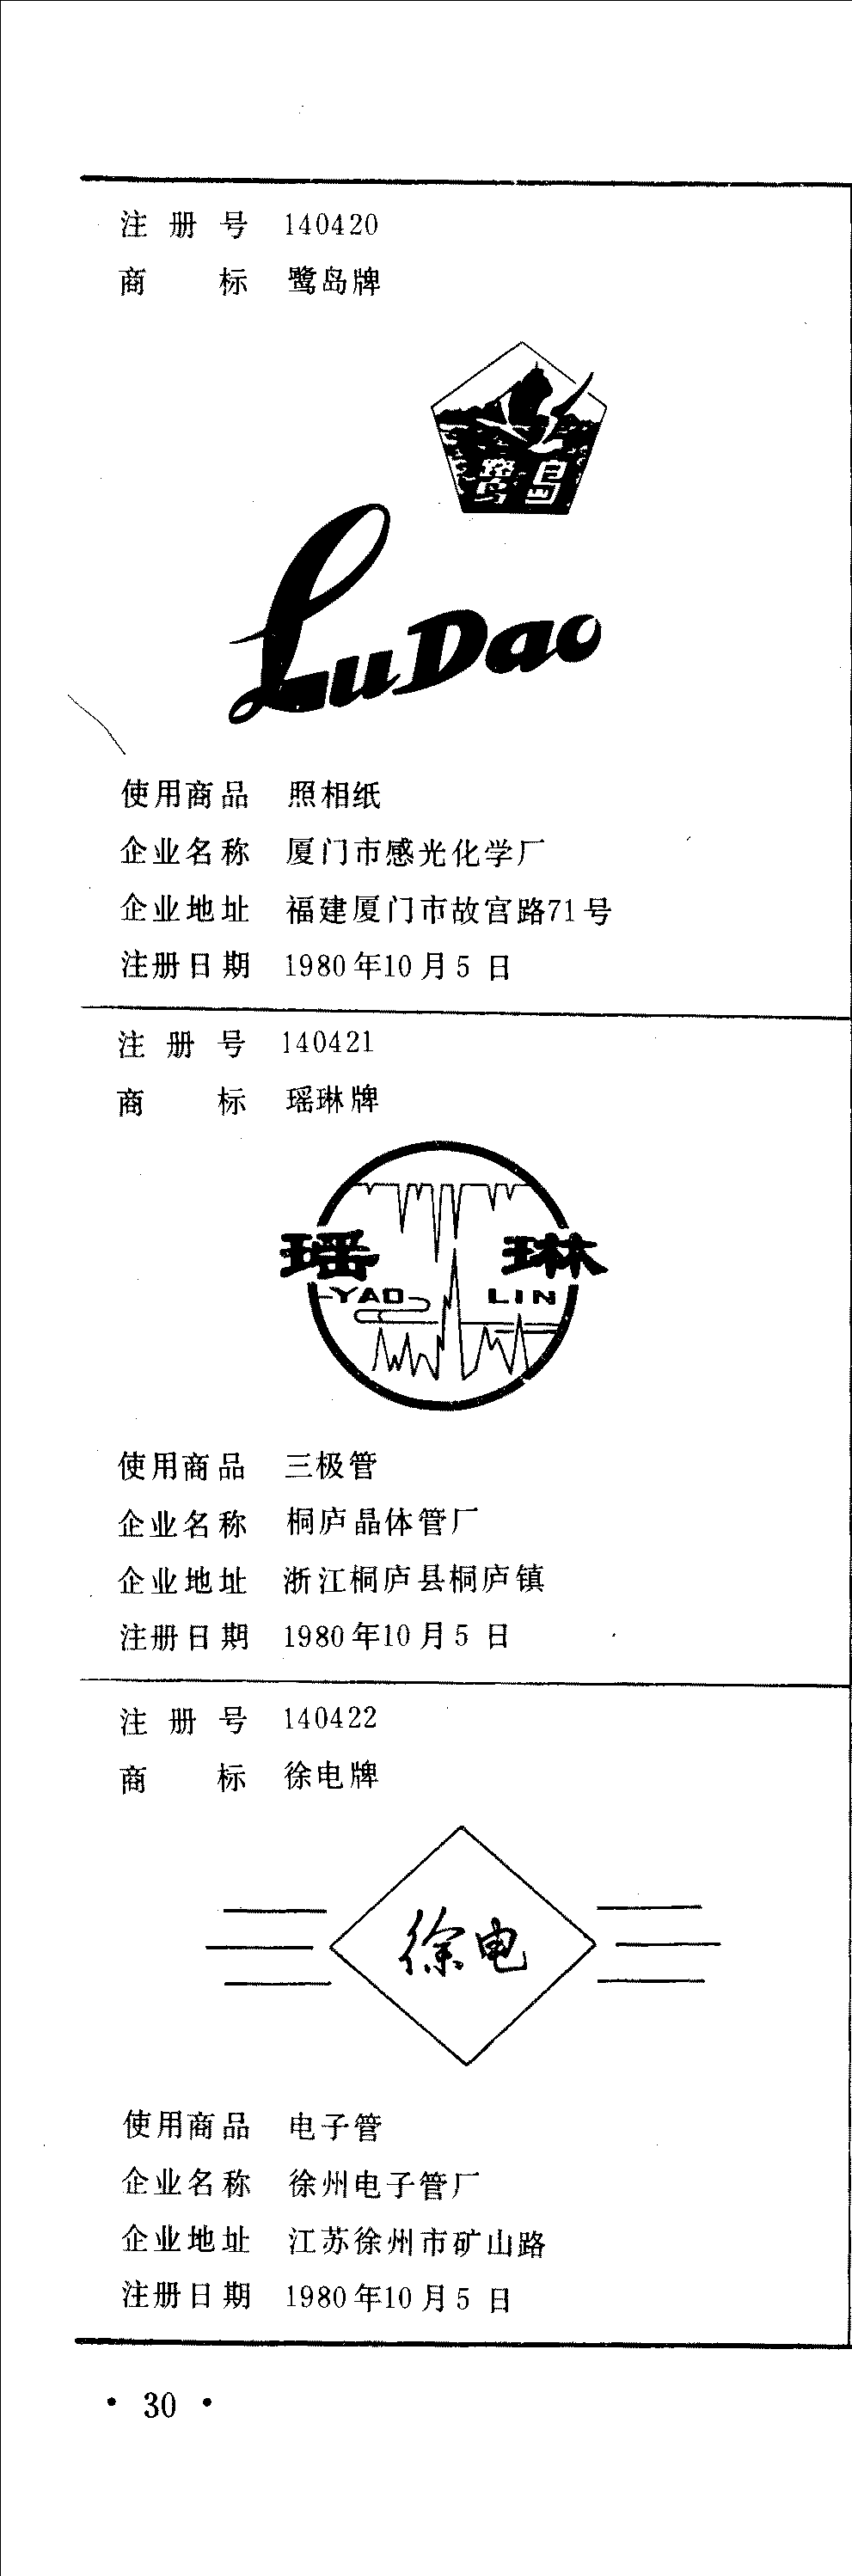 注册号 140420
商标 鹭岛牌
鹭岛
LuDao
使用商品 照相纸
企业名称 厦门市感光化学厂
企业地址 福建厦门市故宫路71号
注册日期 1980年10月5日
注册号 140421
商标 瑶琳牌
瑶琳
YAO LIN
使用商品 三极管
企业名称 桐庐晶体管厂
企业地址 浙江桐庐县桐庐镇
注册日期 1980年10月5日
注册号 140422
商标 徐电牌
徐电
使用商品 电子管
企业名称 徐州电子管厂
企业地址 江苏徐州市矿山路
注册日期 1980年10月5日
• 30 •